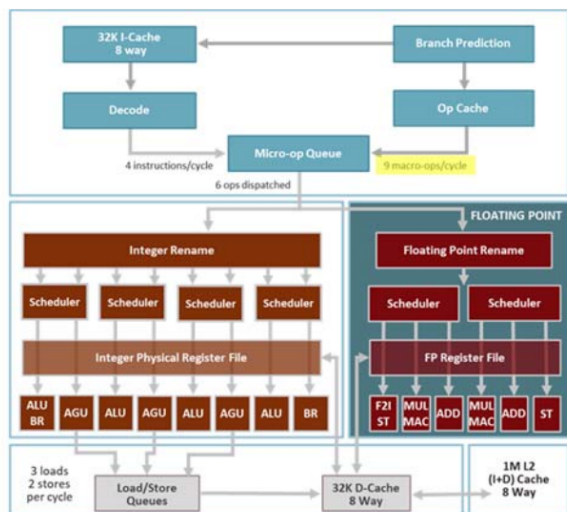 32K I-Cache
8 way
Branch Prediction
Decode
Op Cache
4 instructions/cycle
Micro-op Queue
9 macro-ops/cycle
6 ops dispatched
FLOATING POINT
Integer Rename
Floating Point Rename
Scheduler
Scheduler
Scheduler
Scheduler
Scheduler
Scheduler
Integer Physical Register File
FP Register File
ALU
BR
AGU
ALU
AGU
ALU
AGU
ALU
BR
F2I
ST
MUL
MAC
ADD
MUL
MAC
ADD
ST
3 loads
2 stores
per cycle
Load/Store
Queues
32K D-Cache
8 Way
1M L2
(I+D) Cache
8 Way